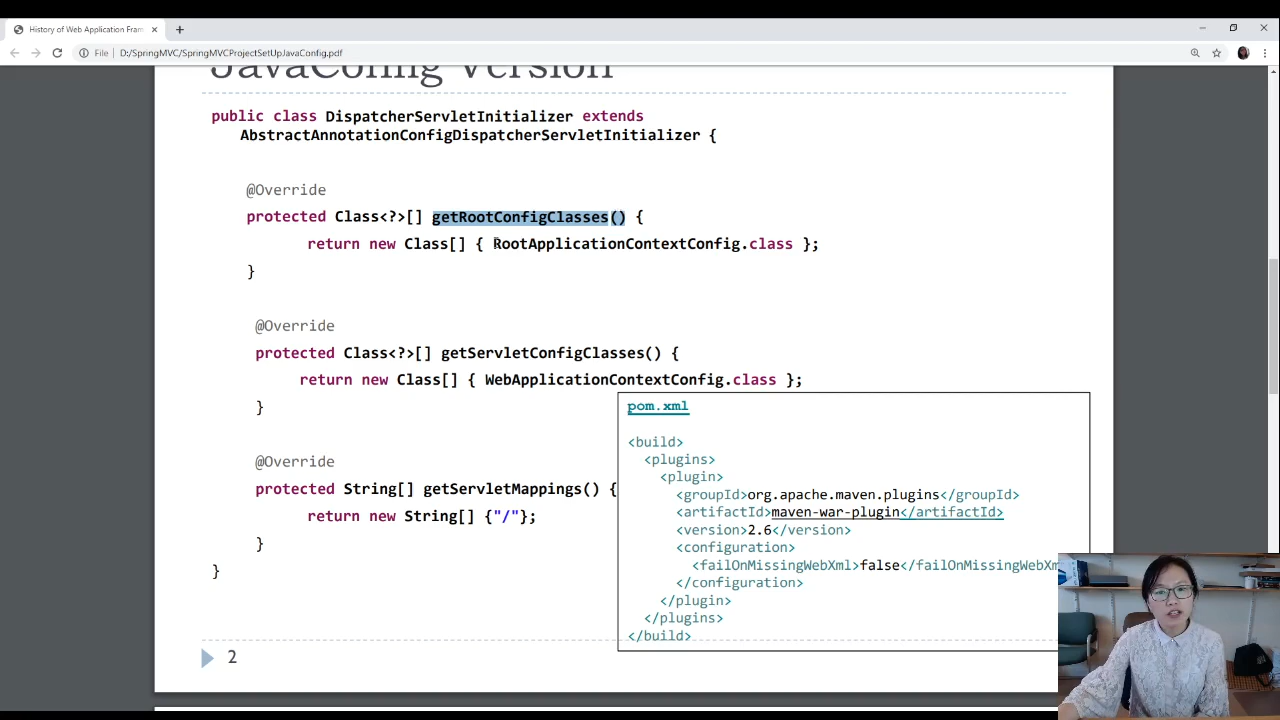 History of Web Application Fram
File
D:/SpringMVC/SpringMVCProjectSetUpJavaConfig.pdf
JavaConfig Version
public class DispatcherServletInitializer extends
AbstractAnnotationConfigDispatcherServletInitializer {
@Override
protected Class<?>[] getRootConfigClasses() {
return new Class[] { RootApplicationContextConfig.class };
}
@Override
protected Class<?>[] getServletConfigClasses() {
return new Class[] { WebApplicationContextConfig.class };
}
@Override
protected String[] getServletMappings() {
return new String[] {"/"};
}
}
pom.xml
<build>
<plugins>
<plugin>
<groupId>org.apache.maven.plugins</groupId>
<artifactId>maven-war-plugin</artifactId>
<version>2.6</version>
<configuration>
<failOnMissingWebXml>false</failOnMissingWebXm
</configuration>
</plugin>
</plugins>
</build>
2